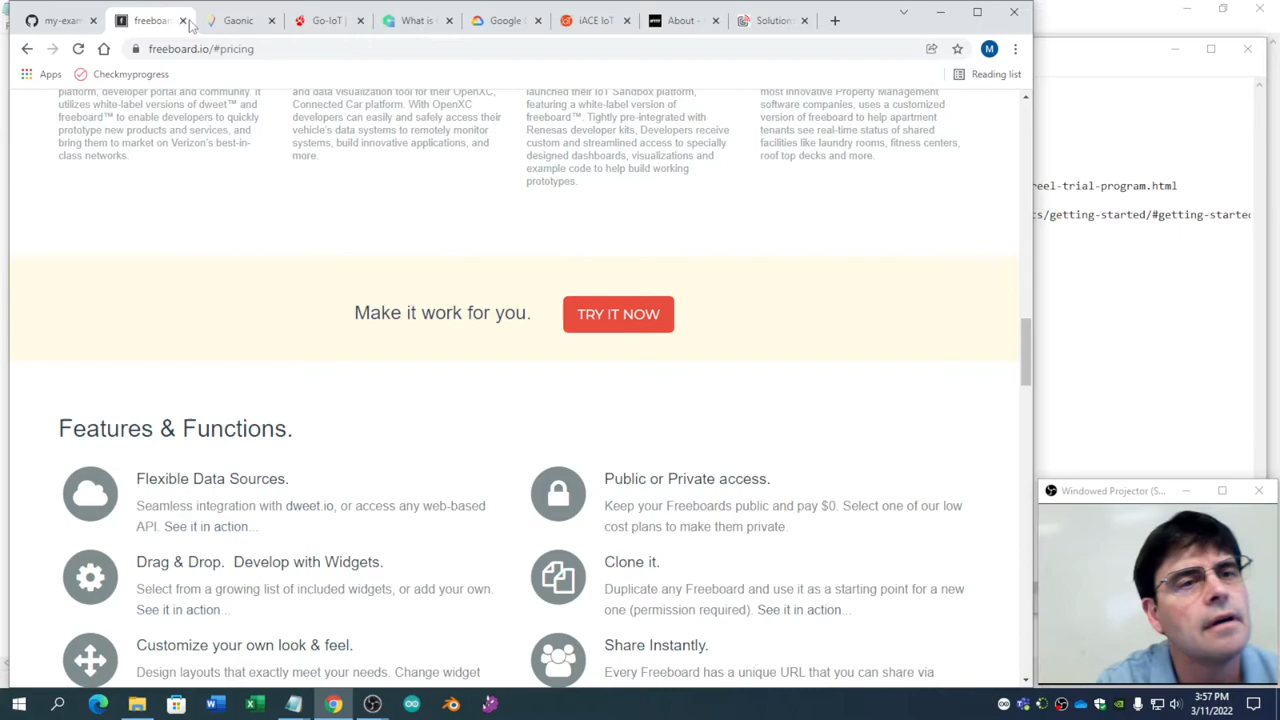 my-exam
freeboar
Gaonic
Go-IoT |
What is
Google C
iACE IoT
About -
Solution
freeboard.io/#pricing
M
Apps
Checkmyprogress
Reading list
platform, developer portal and community. It
utilizes white-label versions of dweet™ and
freeboard™ to enable developers to quickly
prototype new products and services, and
bring them to market on Verizon's best-in-
class networks.
and data visualization tool for their OpenXC,
Connected Car platform. With OpenXC
developers can easily and safely access their
vehicle's data systems to remotely monitor
systems, build innovative applications, and
more.
launched their IoT Sandbox platform,
featuring a white-label version of
freeboard™. Tightly pre-integrated with
Renesas developer kits, Developers receive
custom and streamlined access to specially
designed dashboards, visualizations and
example code to help build working
prototypes.
most innovative Property Management
software companies, uses a customized
version of freeboard to help apartment
tenants see real-time status of shared
facilities like laundry rooms, fitness centers,
roof top decks and more.
reel-trial-program.html
ts/getting-started/#getting-started
Make it work for you.
TRY IT NOW
Features & Functions.
Flexible Data Sources.
Seamless integration with dweet.io, or access any web-based
API. See it in action...
Public or Private access.
Keep your Freeboards public and pay $0. Select one of our low
cost plans to make them private.
Drag & Drop. Develop with Widgets.
Select from a growing list of included widgets, or add your own.
See it in action...
Clone it.
Duplicate any Freeboard and use it as a starting point for a new
one (permission required). See it in action...
Customize your own look & feel.
Design layouts that exactly meet your needs. Change widget
Share Instantly.
Every Freeboard has a unique URL that you can share via
Windowed Projector (S...
3:57 PM
3/11/2022